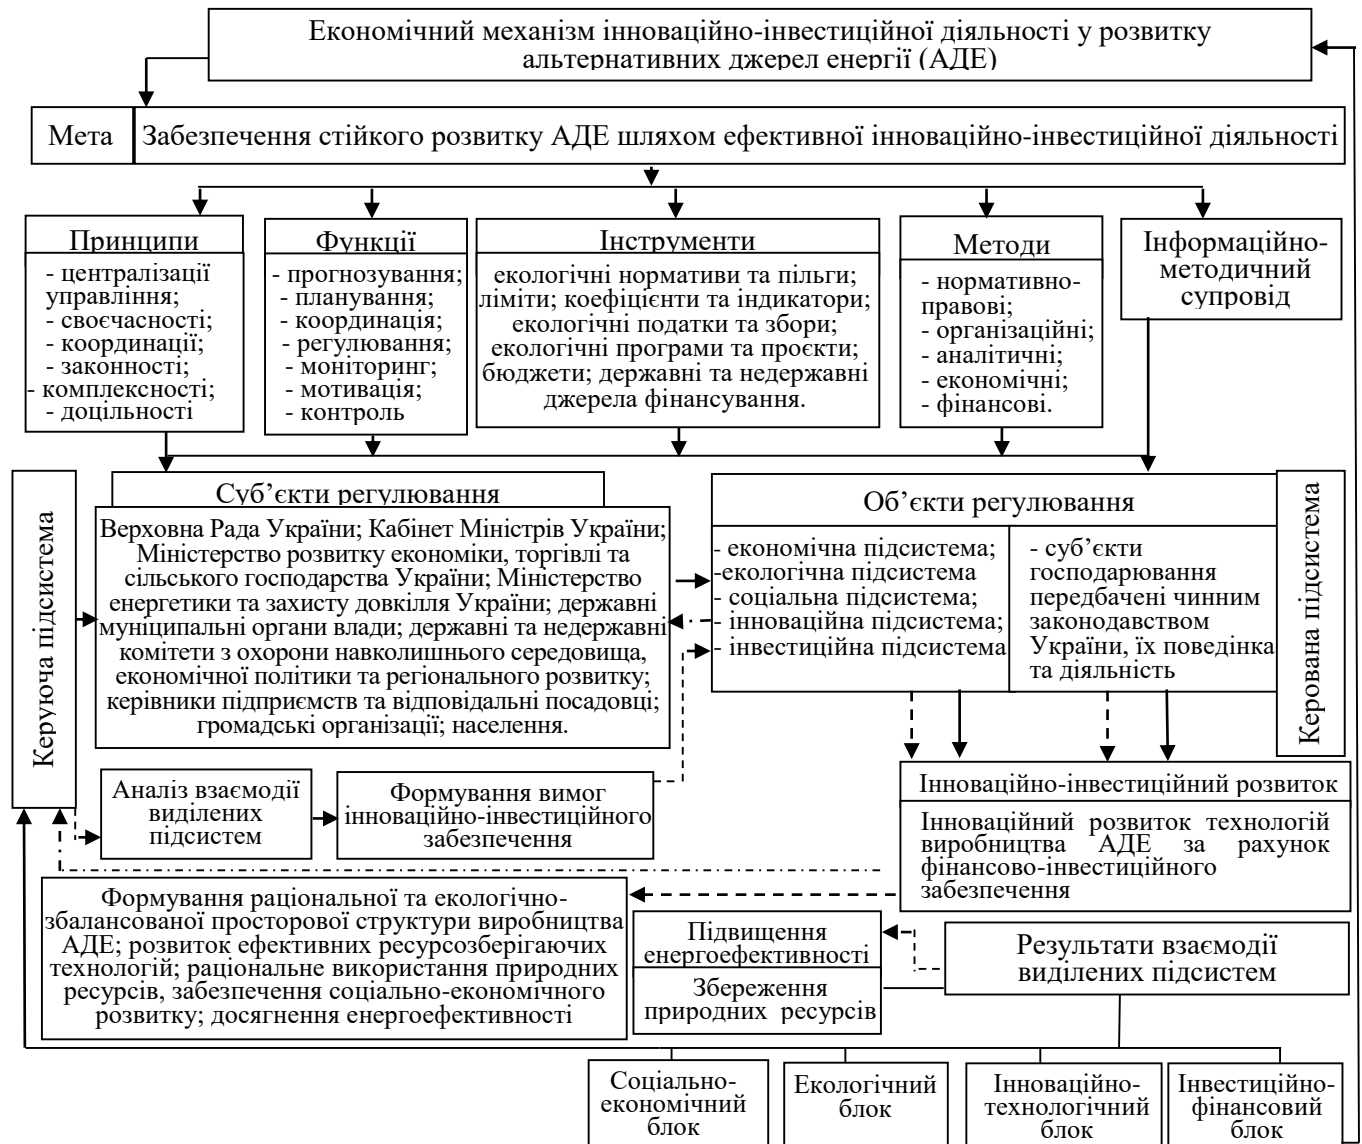 Економічний механізм інноваційно-інвестиційної діяльності у розвитку
альтернативних джерел енергії (АДЕ)
Мета
Забезпечення стійкого розвитку АДЕ шляхом ефективної інноваційно-інвестиційної діяльності
Принципи
- централізації
управління;
- своєчасності;
- координації;
- законності;
- комплексності;
- доцільності
Функції
- прогнозування;
- планування;
- координація;
- регулювання;
- моніторинг;
- мотивація;
- контроль
Інструменти
екологічні нормативи та пільги;
ліміти; коефіцієнти та індикатори;
екологічні податки та збори;
екологічні програми та проєкти;
бюджети; державні та недержавні
джерела фінансування.
Методи
- нормативно-
правові;
- організаційні;
- аналітичні;
- економічні;
- фінансові.
Інформаційно-
методичний
супровід
Керуюча підсистема
Суб’єкти регулювання
Верховна Рада України; Кабінет Міністрів України;
Міністерство розвитку економіки, торгівлі та
сільського господарства України; Міністерство
енергетики та захисту довкілля України; державні
муніципальні органи влади; державні та недержавні
комітети з охорони навколишнього середовища,
економічної політики та регіонального розвитку;
керівники підприємств та відповідальні посадовці;
громадські організації; населення.
Об’єкти регулювання
- економічна підсистема;
-екологічна підсистема
- соціальна підсистема;
- інноваційна підсистема;
- інвестиційна підсистема
- суб’єкти
господарювання
передбачені чинним
законодавством
України, їх поведінка
та діяльність
Керована підсистема
Аналіз взаємодії
виділених
підсистем
Формування вимог
інноваційно-інвестиційного
забезпечення
Інноваційно-інвестиційний розвиток
Інноваційний розвиток технологій
виробництва АДЕ за рахунок
фінансово-інвестиційного
забезпечення
Формування раціональної та екологічно-
збалансованої просторової структури виробництва
АДЕ; розвиток ефективних ресурсозберігаючих
технологій; раціональне використання природних
ресурсів, забезпечення соціально-економічного
розвитку; досягнення енергоефективності
Підвищення
енергоефективності
Збереження
природних ресурсів
Результати взаємодії
виділених підсистем
Соціально-
економічний
блок
Екологічний
блок
Інноваційно-
технологічний
блок
Інвестиційно-
фінансовий
блок